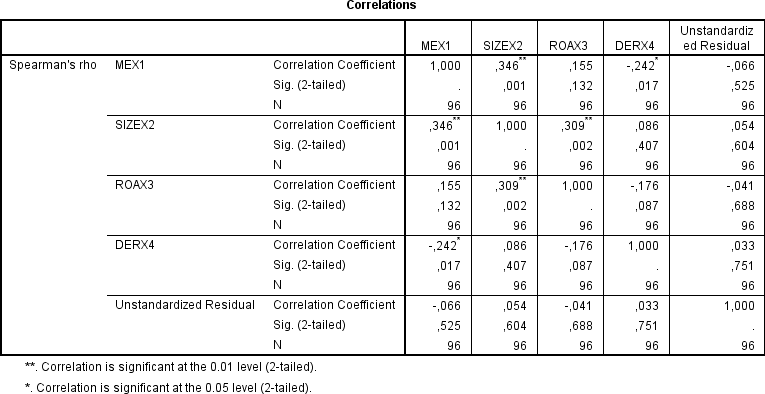 Correlations
MEX1 SIZEX2 ROAX3 DERX4 Unstandardiz
ed Residual
Spearman's rho MEX1 Correlation Coefficient 1,000 ,346** ,155 -,242* -,066
Sig. (2-tailed) . ,001 ,132 ,017 ,525
N 96 96 96 96 96
SIZEX2 Correlation Coefficient ,346** 1,000 ,309** ,086 ,054
Sig. (2-tailed) ,001 . ,002 ,407 ,604
N 96 96 96 96 96
ROAX3 Correlation Coefficient ,155 ,309** 1,000 -,176 -,041
Sig. (2-tailed) ,132 ,002 . ,087 ,688
N 96 96 96 96 96
DERX4 Correlation Coefficient -,242* ,086 -,176 1,000 ,033
Sig. (2-tailed) ,017 ,407 ,087 . ,751
N 96 96 96 96 96
Unstandardized Residual Correlation Coefficient -,066 ,054 -,041 ,033 1,000
Sig. (2-tailed) ,525 ,604 ,688 ,751 .
N 96 96 96 96 96
**. Correlation is significant at the 0.01 level (2-tailed).
*. Correlation is significant at the 0.05 level (2-tailed).